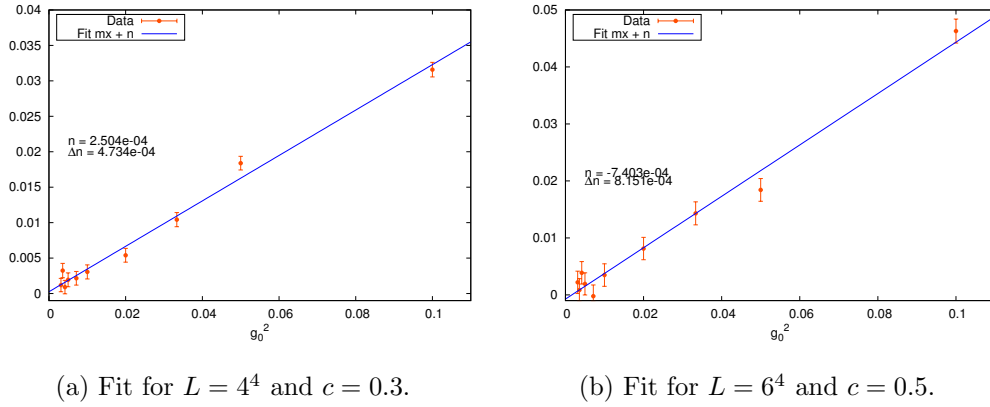 0.04
0.035
0.03
0.025
0.02
0.015
0.01
0.005
0
Data
Fit mx + n
n = 2.504e-04
Δn = 4.734e-04
0 0.02 0.04 0.06 0.08 0.1
g₀²
(a) Fit for L = 4⁴ and c = 0.3.
0.05
0.04
0.03
0.02
0.01
0
Data
Fit mx + n
n = -7.403e-04
Δn = 8.151e-04
0 0.02 0.04 0.06 0.08 0.1
g₀²
(b) Fit for L = 6⁴ and c = 0.5.